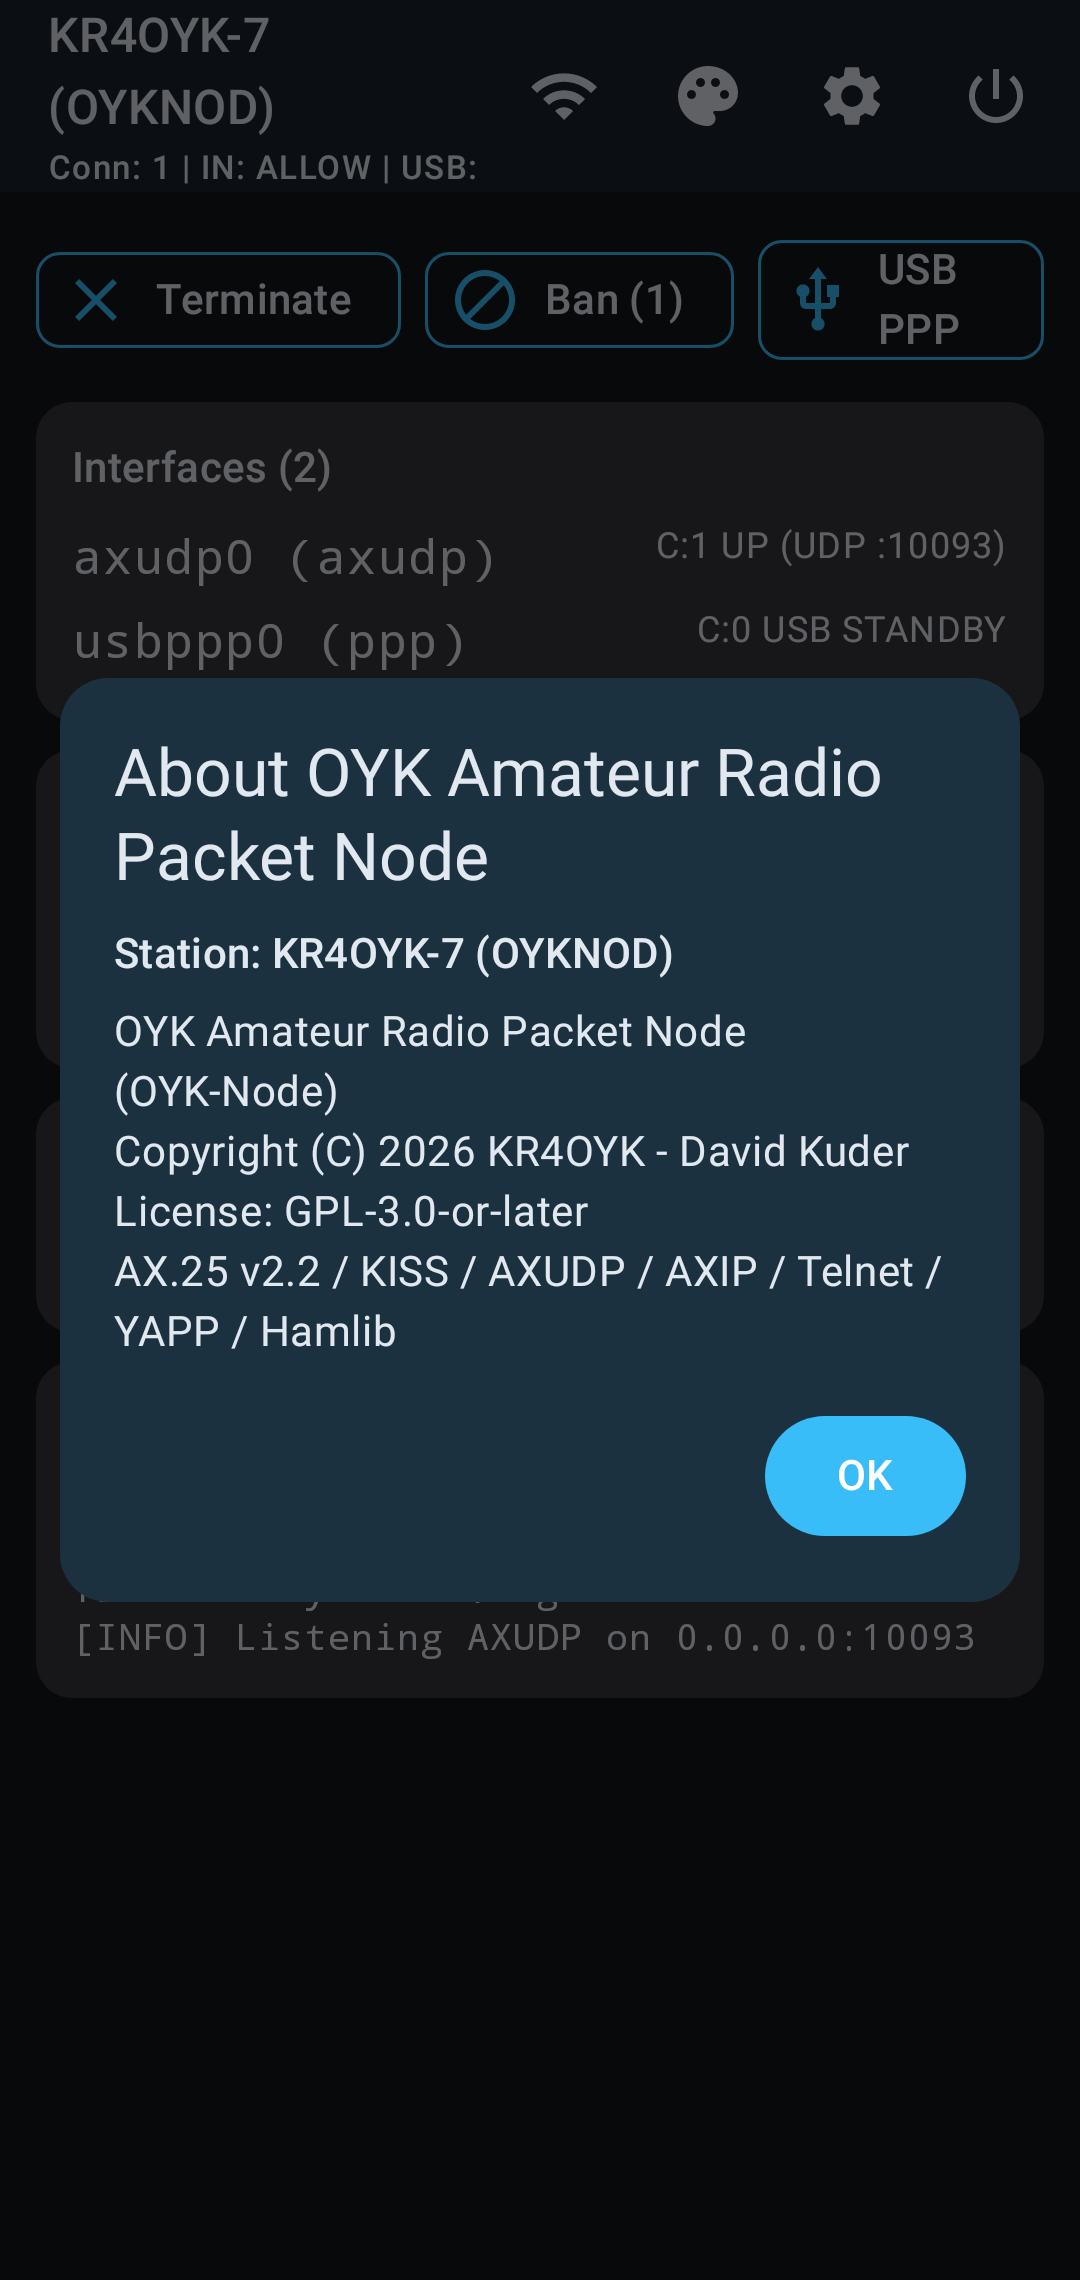 KR4OYK-7
(OYKNOD)
Conn: 1 | IN: ALLOW | USB:
Terminate
Ban (1)
USB
PPP
Interfaces (2)
axudp0 (axudp)
C:1 UP (UDP :10093)
usbppp0 (ppp)
C:0 USB STANDBY
About OYK Amateur Radio
Packet Node
Station: KR4OYK-7 (OYKNOD)
OYK Amateur Radio Packet Node
(OYK-Node)
Copyright (C) 2026 KR4OYK - David Kuder
License: GPL-3.0-or-later
AX.25 v2.2 / KISS / AXUDP / AXIP / Telnet /
YAPP / Hamlib
OK
[INFO] Listening AXUDP on 0.0.0.0:10093